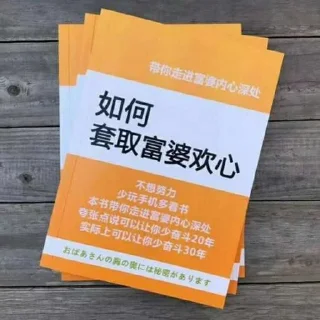 带你走进富婆内心深处
如何
套取富婆欢心
不想努力
少玩手机多看书
本书带你走进富婆内心深处
夸张点说可以让你少奋斗20年
实际上可以让你少奋斗30年
おばあさんの胸の奥には秘密があります